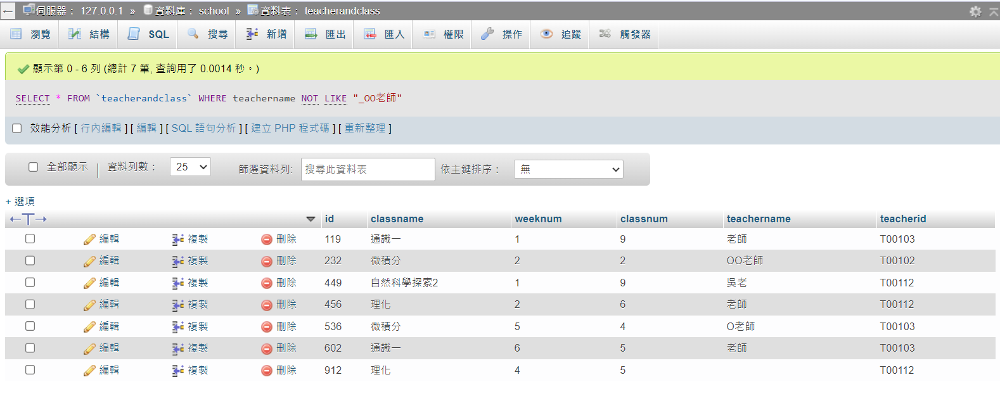 伺服器： 127.0.0.1 » 資料庫： school » 資料表： teacherandclass
瀏覽 結構 SQL 搜尋 新增 匯出 匯入 權限 操作 追蹤 觸發器
顯示第 0 - 6 列 (總計 7 筆, 查詢用了 0.0014 秒。)
SELECT * FROM `teacherandclass` WHERE teachername NOT LIKE "_OO老師"
效能分析 [ 行內編輯 ] [ 編輯 ] [ SQL 語句分析 ] [ 建立 PHP 程式碼 ] [ 重新整理 ]
全部顯示 | 資料列數： 25 篩選資料列: 搜尋此資料表 依主鍵排序： 無
+ 選項
←T→ id classname weeknum classnum teachername teacherid
編輯 複製 刪除 119 通識一 1 9 老師 T00103
編輯 複製 刪除 232 微積分 2 2 OO老師 T00102
編輯 複製 刪除 449 自然科學探索2 1 9 吳老 T00112
編輯 複製 刪除 456 理化 2 6 老師 T00112
編輯 複製 刪除 536 微積分 5 4 O老師 T00103
編輯 複製 刪除 602 通識一 6 5 老師 T00103
編輯 複製 刪除 912 理化 4 5 T00112